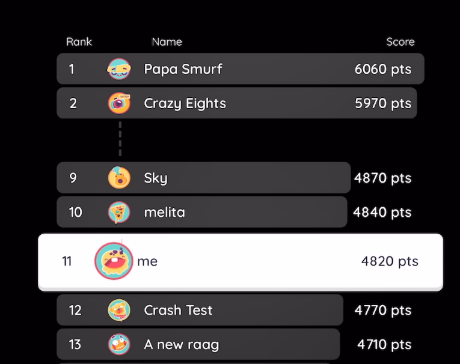 Rank Name Score
1 Papa Smurf 6060 pts
2 Crazy Eights 5970 pts
9 Sky 4870 pts
10 melita 4840 pts
11 me 4820 pts
12 Crash Test 4770 pts
13 A new raag 4710 pts